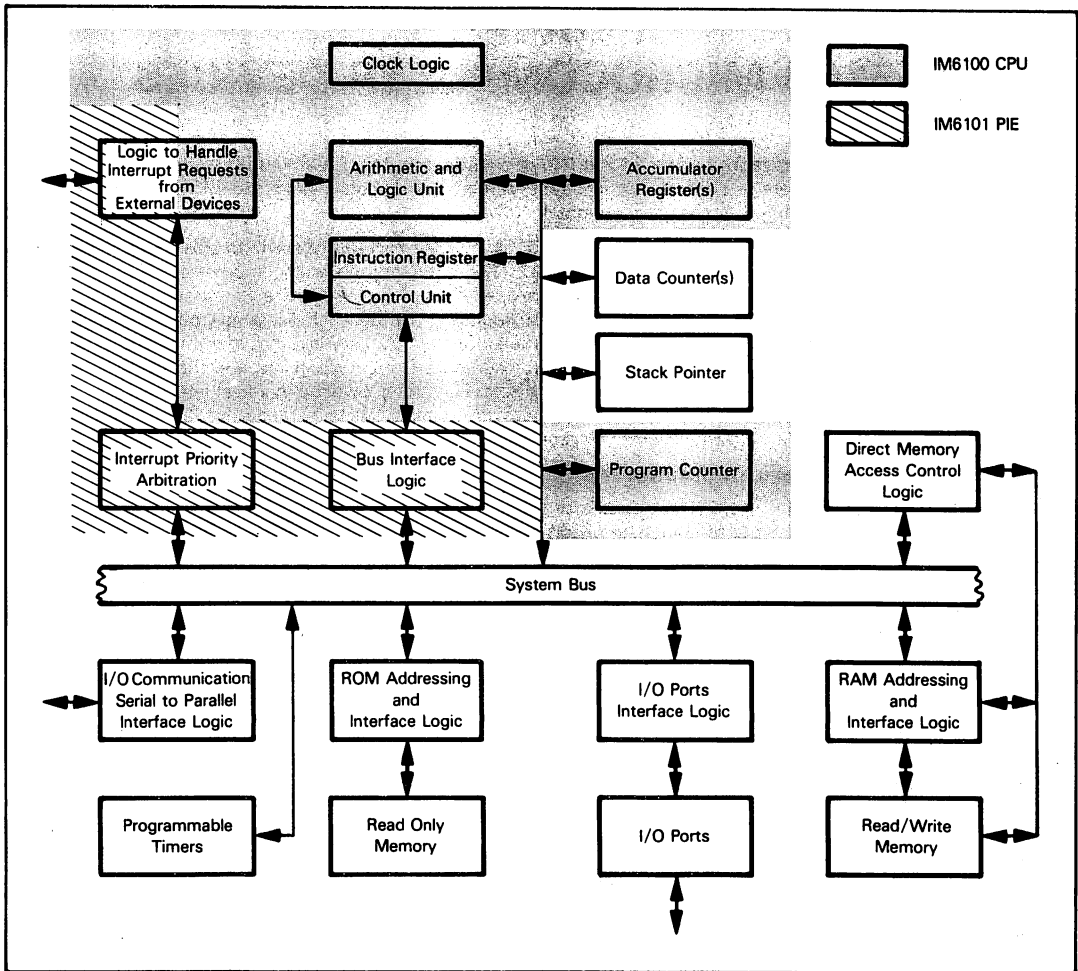 Clock Logic
IM6100 CPU
IM6101 PIE
Logic to Handle
Interrupt Requests
from
External Devices
Arithmetic and
Logic Unit
Accumulator
Register(s)
Instruction Register
Control Unit
Data Counter(s)
Stack Pointer
Interrupt Priority
Arbitration
Bus Interface
Logic
Program Counter
Direct Memory
Access Control
Logic
System Bus
I/O Communication
Serial to Parallel
Interface Logic
ROM Addressing
and
Interface Logic
I/O Ports
Interface Logic
RAM Addressing
and
Interface Logic
Programmable
Timers
Read Only
Memory
I/O Ports
Read/Write
Memory